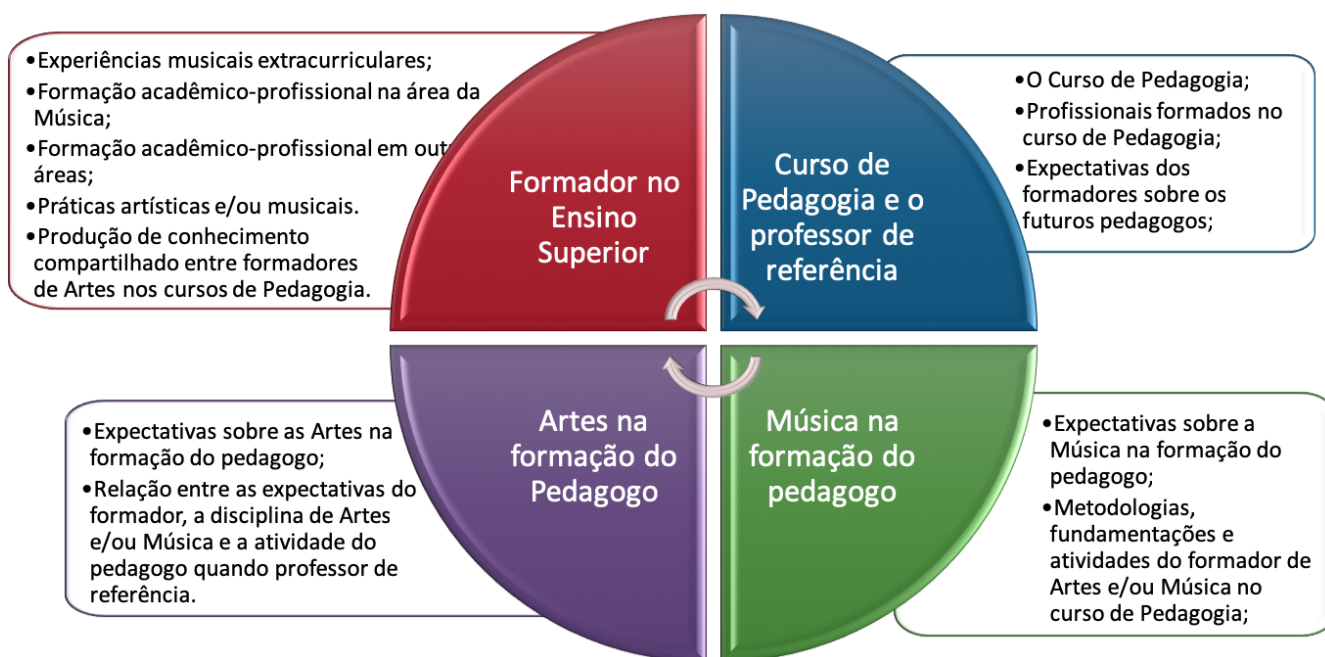 •Experiências musicais extracurriculares;
•Formação acadêmico-profissional na área da
Música;
•Formação acadêmico-profissional em
áreas;
•Práticas artísticas e/ou musicais.
•Produção de conhecimento
compartilhado entre formadores
de Artes nos cursos de Pedagogia.
Formador no
Ensino
Superior
Curso de
Pedagogia e o
professor de
referência
•O Curso de Pedagogia;
•Profissionais formados no
curso de Pedagogia;
•Expectativas dos
formadores sobre os
futuros pedagogos;
•Expectativas sobre as Artes na
formação do pedagogo;
•Relação entre as expectativas do
formador, a disciplina de Artes
e/ou Música e a atividade do
pedagogo quando professor de
referência.
Artes na
formação do
Pedagogo
Música na
formação do
pedagogo
•Expectativas sobre a
Música na formação do
pedagogo;
•Metodologias,
fundamentações e
atividades do formador de
Artes e/ou Música no
curso de Pedagogia;